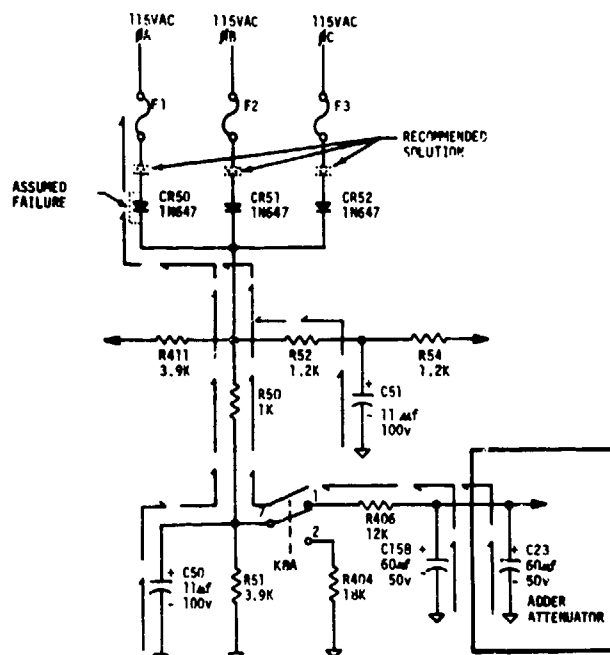 115VAC 115VAC 115VAC
ØA ØB ØC
F1 F2 F3
RECOMMENDED
SOLUTION
ASSUMED
FAILURE
CR50
1N647
CR51
1N647
CR52
1N647
R411
3.9K
R52
1.2K
R54
1.2K
R50
1K
+ C51
11 µf
- 100v
1
7
2
K8A
R406
12K
R404
18K
+ C50
11µf
- 100v
R51
3.9K
+ C158
60µf
50v -
+ C23
60µf
- 50v
ADDER
ATTENUATOR